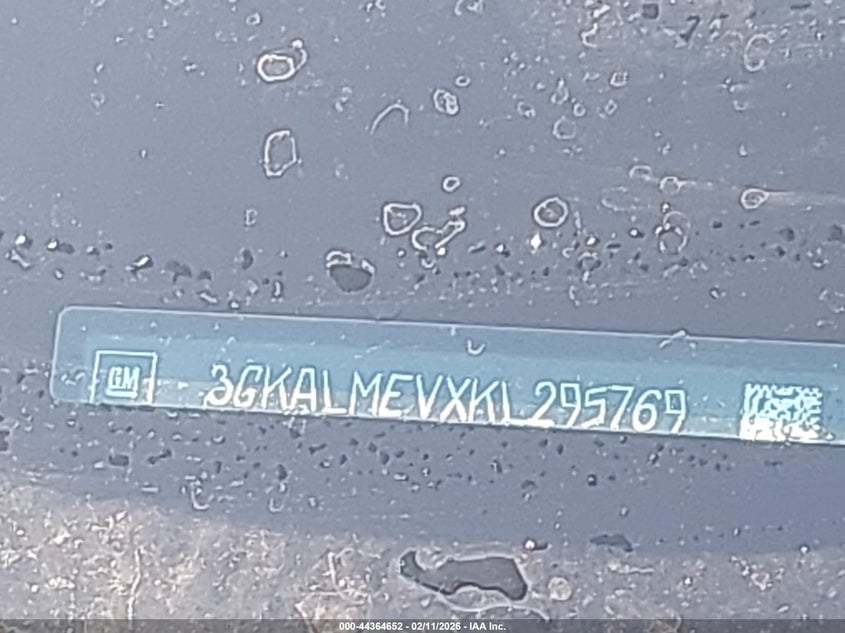 GM 3GKALMEVXKL295769
000-44364652 - 02/11/2026 - IAA Inc.